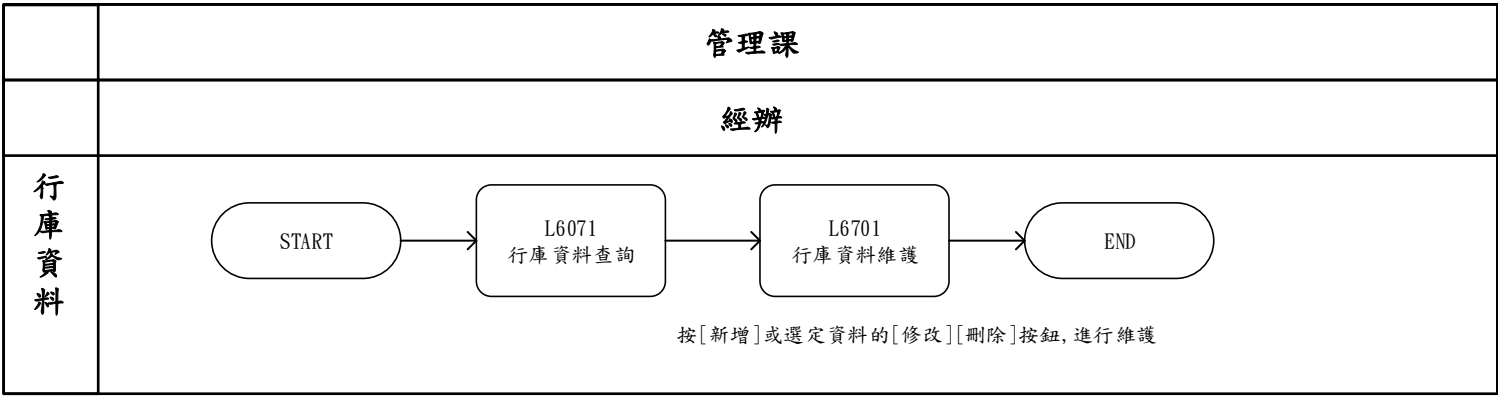 管理課
經辦
行庫資料
START
L6071
行庫資料查詢
L6701
行庫資料維護
END
按[新增]或選定資料的[修改][刪除]按鈕,進行維護